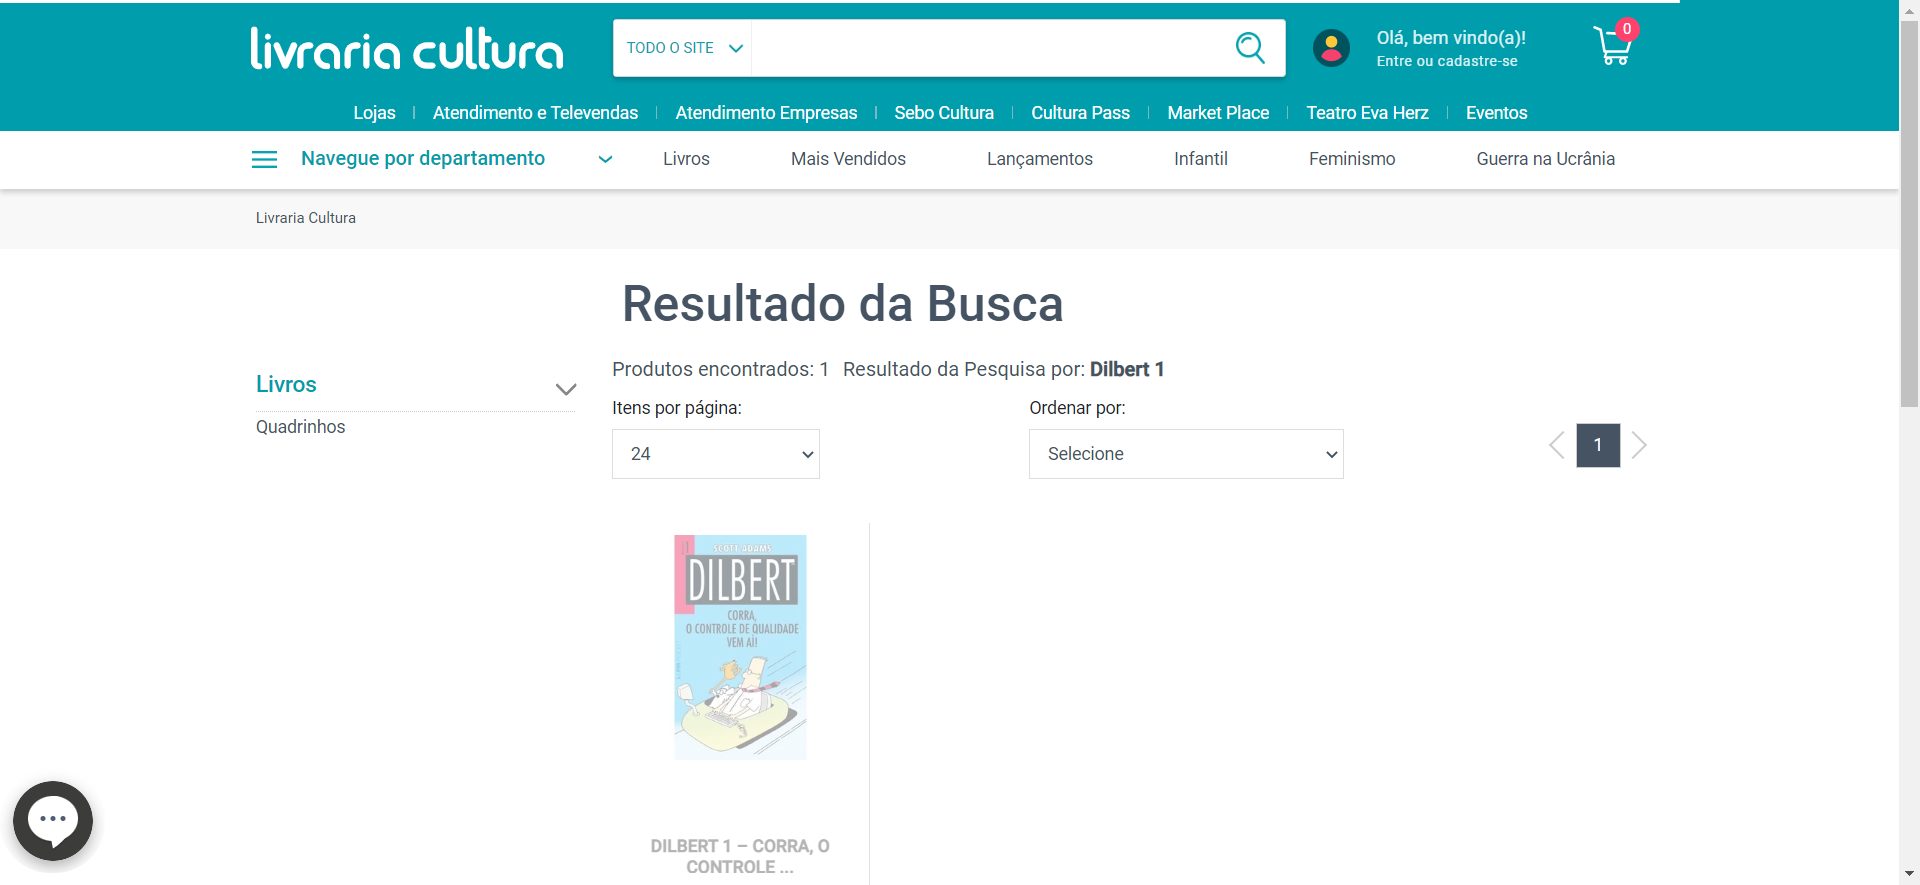 livraria cultura
TODO O SITE
Olá, bem vindo(a)!
Entre ou cadastre-se
0
Lojas
Atendimento e Televendas
Atendimento Empresas
Sebo Cultura
Cultura Pass
Market Place
Teatro Eva Herz
Eventos
Navegue por departamento
Livros
Mais Vendidos
Lançamentos
Infantil
Feminismo
Guerra na Ucrânia
Livraria Cultura
Resultado da Busca
Livros
Quadrinhos
Produtos encontrados: 1 Resultado da Pesquisa por: Dilbert 1
Itens por página:
24
Ordenar por:
Selecione
1
SCOTT ADAMS
DILBERT
CORRA,
O CONTROLE DE QUALIDADE
VEM AÍ!
DILBERT 1 – CORRA, O
CONTROLE ...